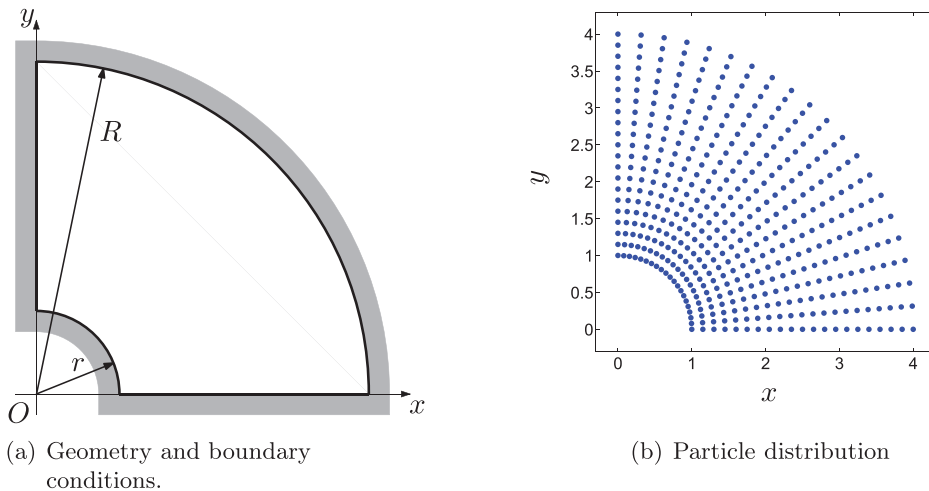 y
R
r
O
x
(a) Geometry and boundary
conditions.
4
3.5
3
2.5
2
1.5
1
0.5
0
y
0 1 2 3 4
x
(b) Particle distribution